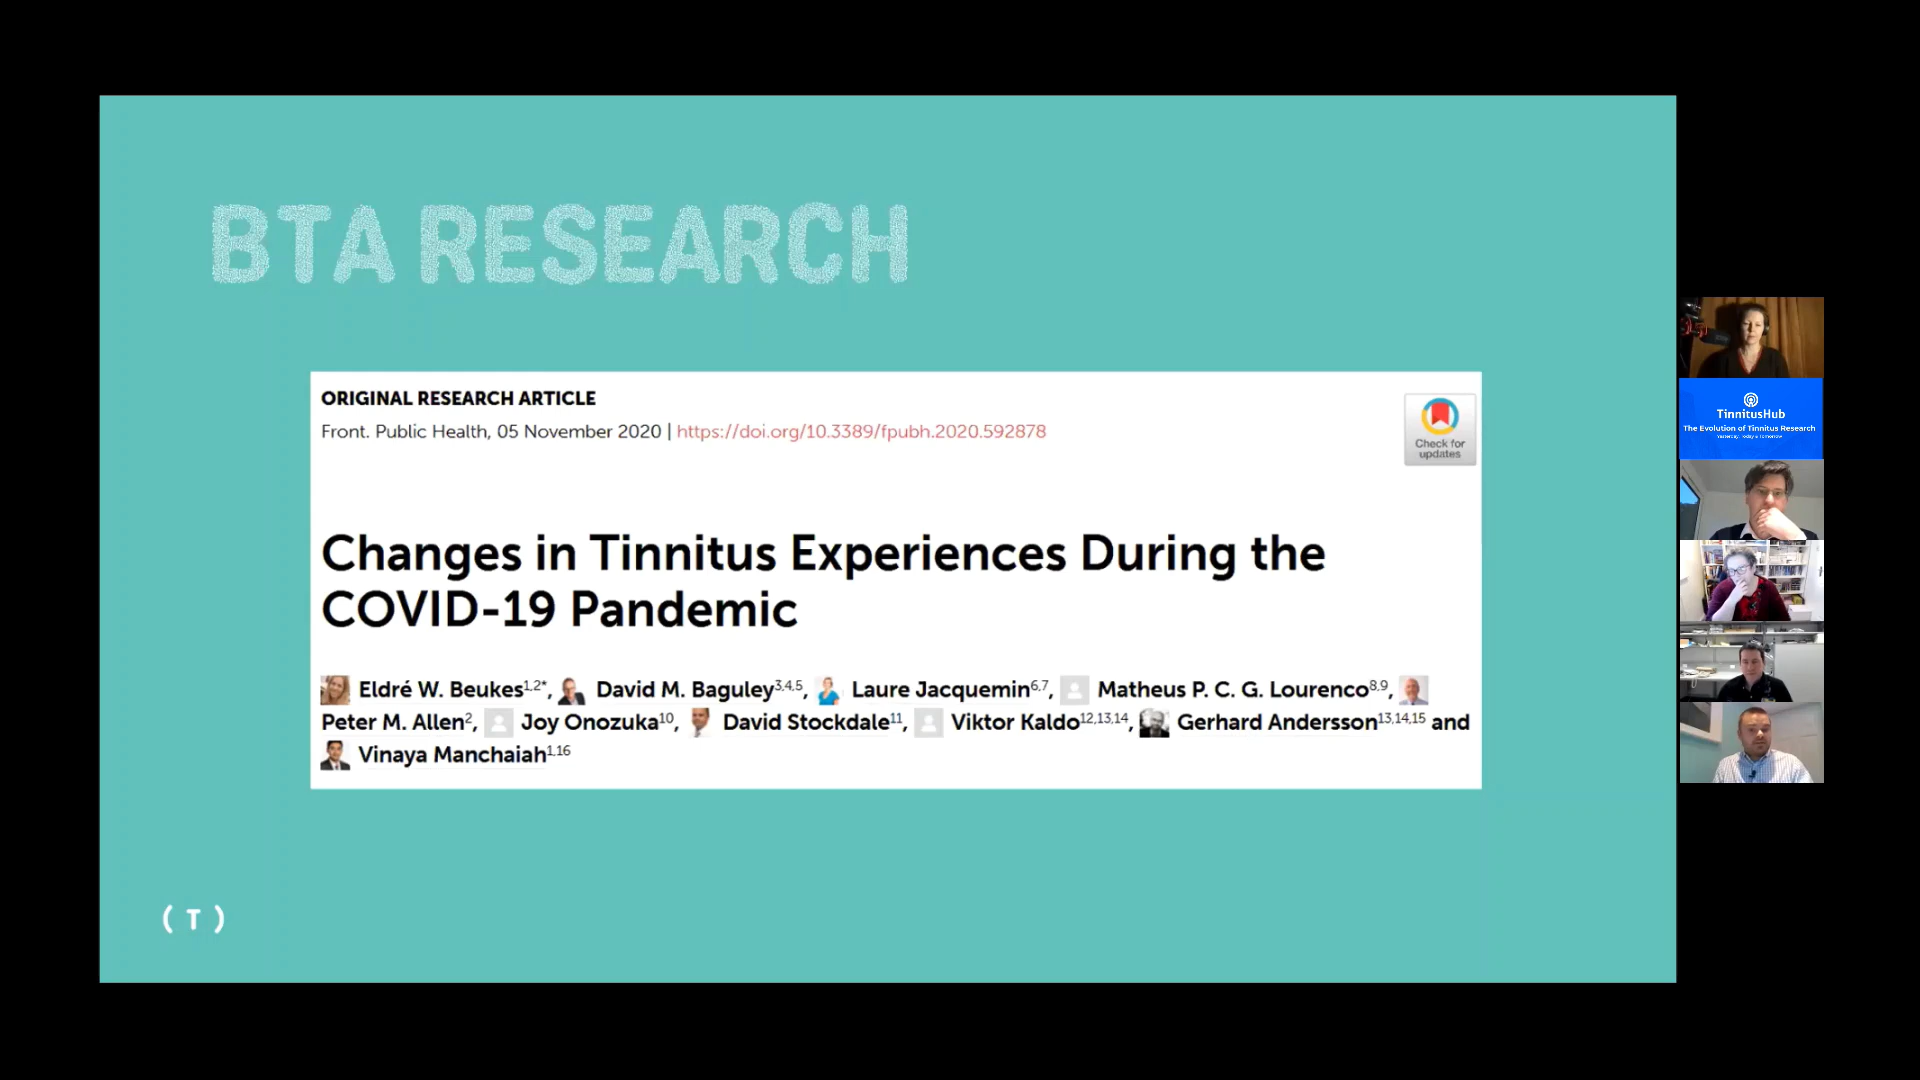 BTA RESEARCH
ORIGINAL RESEARCH ARTICLE
Front. Public Health, 05 November 2020 | https://doi.org/10.3389/fpubh.2020.592878
Check for
updates
Changes in Tinnitus Experiences During the
COVID-19 Pandemic
Eldré W. Beukes1,2*, David M. Baguley3,4,5, Laure Jacquemin6,7, Matheus P. C. G. Lourenco8,9,
Peter M. Allen2, Joy Onozuka10, David Stockdale11, Viktor Kaldo12,13,14, Gerhard Andersson13,14,15 and
Vinaya Manchaiah1,16
( T )
TinnitusHub
The Evolution of Tinnitus Research
Yesterday, Today & Tomorrow